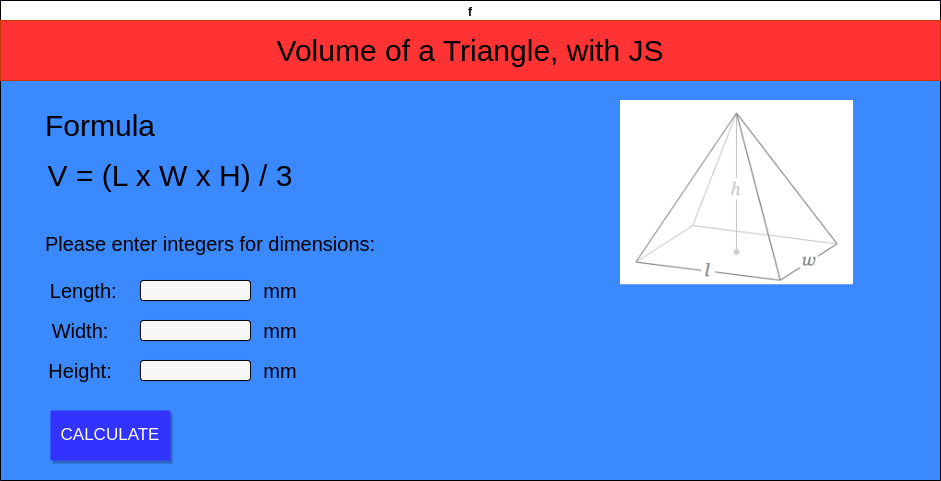 f
Volume of a Triangle, with JS
Formula
V = (L x W x H) / 3
h
l
w
Please enter integers for dimensions:
Length: mm
Width: mm
Height: mm
CALCULATE